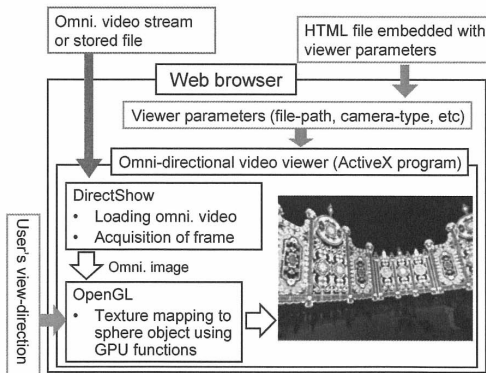 Omni. video stream
or stored file
HTML file embedded with
viewer parameters
Web browser
Viewer parameters (file-path, camera-type, etc)
Omni-directional video viewer (ActiveX program)
DirectShow
• Loading omni. video
• Acquisition of frame
Omni. image
User's view-direction
OpenGL
• Texture mapping to
sphere object using
GPU functions